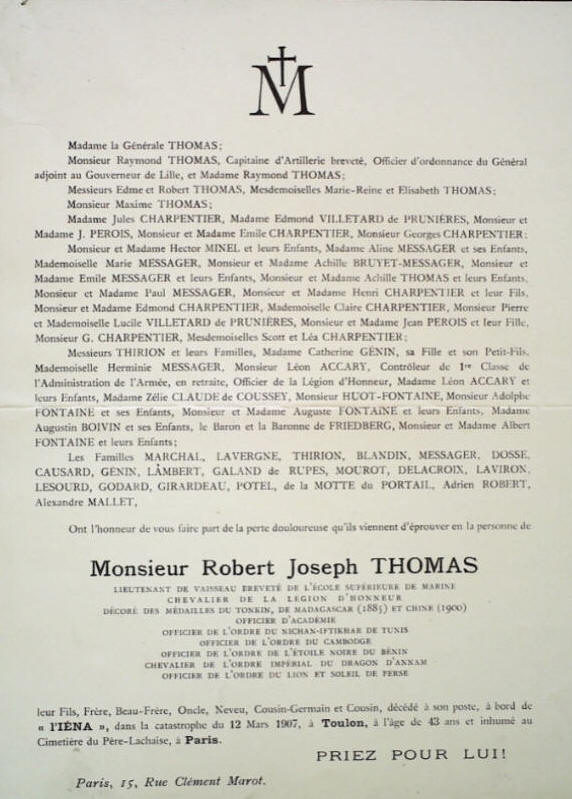 M
Madame la Générale THOMAS;
Monsieur Raymond THOMAS, Capitaine d'Artillerie breveté, Officier d'ordonnance du Général
adjoint au Gouverneur de Lille, et Madame Raymond THOMAS;
Messieurs Edme et Robert THOMAS, Mesdemoiselles Marie-Reine et Elisabeth THOMAS;
Monsieur Maxime THOMAS;
Madame Jules CHARPENTIER, Madame Edmond VILLETARD de PRUNIÈRES, Monsieur et
Madame J. PEROIS, Monsieur et Madame Emile CHARPENTIER, Monsieur Georges CHARPENTIER;
Monsieur et Madame Hector MINEL et leurs Enfants, Madame Aline MESSAGER et ses Enfants,
Mademoiselle Marie MESSAGER, Monsieur et Madame Achille BRUYET-MESSAGER, Monsieur et
Madame Emile MESSAGER et leurs Enfants, Monsieur et Madame Achille THOMAS et leurs Enfants,
Monsieur et Madame Paul MESSAGER, Monsieur et Madame Henri CHARPENTIER et leur Fils,
Monsieur et Madame Edmond CHARPENTIER, Mademoiselle Claire CHARPENTIER, Monsieur Pierre
et Mademoiselle Lucile VILLETARD de PRUNIÈRES, Monsieur et Madame Jean PEROIS et leur Fille,
Monsieur G. CHARPENTIER, Mesdemoiselles Scott et Léa CHARPENTIER;
Messieurs THIRION et leurs Familles, Madame Catherine GÉNIN, sa Fille et son Petit-Fils,
Mademoiselle Herminie MESSAGER, Monsieur Léon ACCARY, Contrôleur de 1re Classe de
l'Administration de l'Armée, en retraite, Officier de la Légion d'Honneur, Madame Léon ACCARY et
leurs Enfants, Madame Zélie CLAUDE de COUSSEY, Monsieur HUOT-FONTAINE, Monsieur Adolphe
FONTAINE et ses Enfants, Monsieur et Madame Auguste FONTAINE et leurs Enfants, Madame
Augustin BOIVIN et ses Enfants, le Baron et la Baronne de FRIEDBERG, Monsieur et Madame Albert
FONTAINE et leurs Enfants;
Les Familles MARCHAL, LAVERGNE, THIRION, BLANDIN, MESSAGER, DOSSE,
CAUSARD, GÉNIN, LAMBERT, GALAND de RUPES, MOUROT, DELACROIX, LAVIRON,
LESOURD, GODARD, GIRARDEAU, POTEL, de la MOTTE du PORTAIL, Adrien ROBERT,
Alexandre MALLET,
Ont l'honneur de vous faire part de la perte douloureuse qu'ils viennent d'éprouver en la personne de
Monsieur Robert Joseph THOMAS
LIEUTENANT DE VAISSEAU BREVETÉ DE L'ÉCOLE SUPÉRIEURE DE MARINE
CHEVALIER DE LA LÉGION D'HONNEUR
DÉCORÉ DES MÉDAILLES DU TONKIN, DE MADAGASCAR (1885) ET CHINE (1900)
OFFICIER D'ACADÉMIE
OFFICIER DE L'ORDRE DU NICHAN-IFTIKHAR DE TUNIS
OFFICIER DE L'ORDRE DU CAMBODGE
OFFICIER DE L'ORDRE DE L'ÉTOILE NOIRE DU BÉNIN
CHEVALIER DE L'ORDRE IMPÉRIAL DU DRAGON D'ANNAM
OFFICIER DE L'ORDRE DU LION ET SOLEIL DE PERSE
leur Fils, Frère, Beau-Frère, Oncle, Neveu, Cousin-Germain et Cousin, décédé à son poste, à bord de
« l'IÉNA », dans la catastrophe du 12 Mars 1907, à Toulon, à l'âge de 43 ans et inhumé au
Cimetière du Père-Lachaise, à Paris.
PRIEZ POUR LUI!
Paris, 15, Rue Clément Marot.